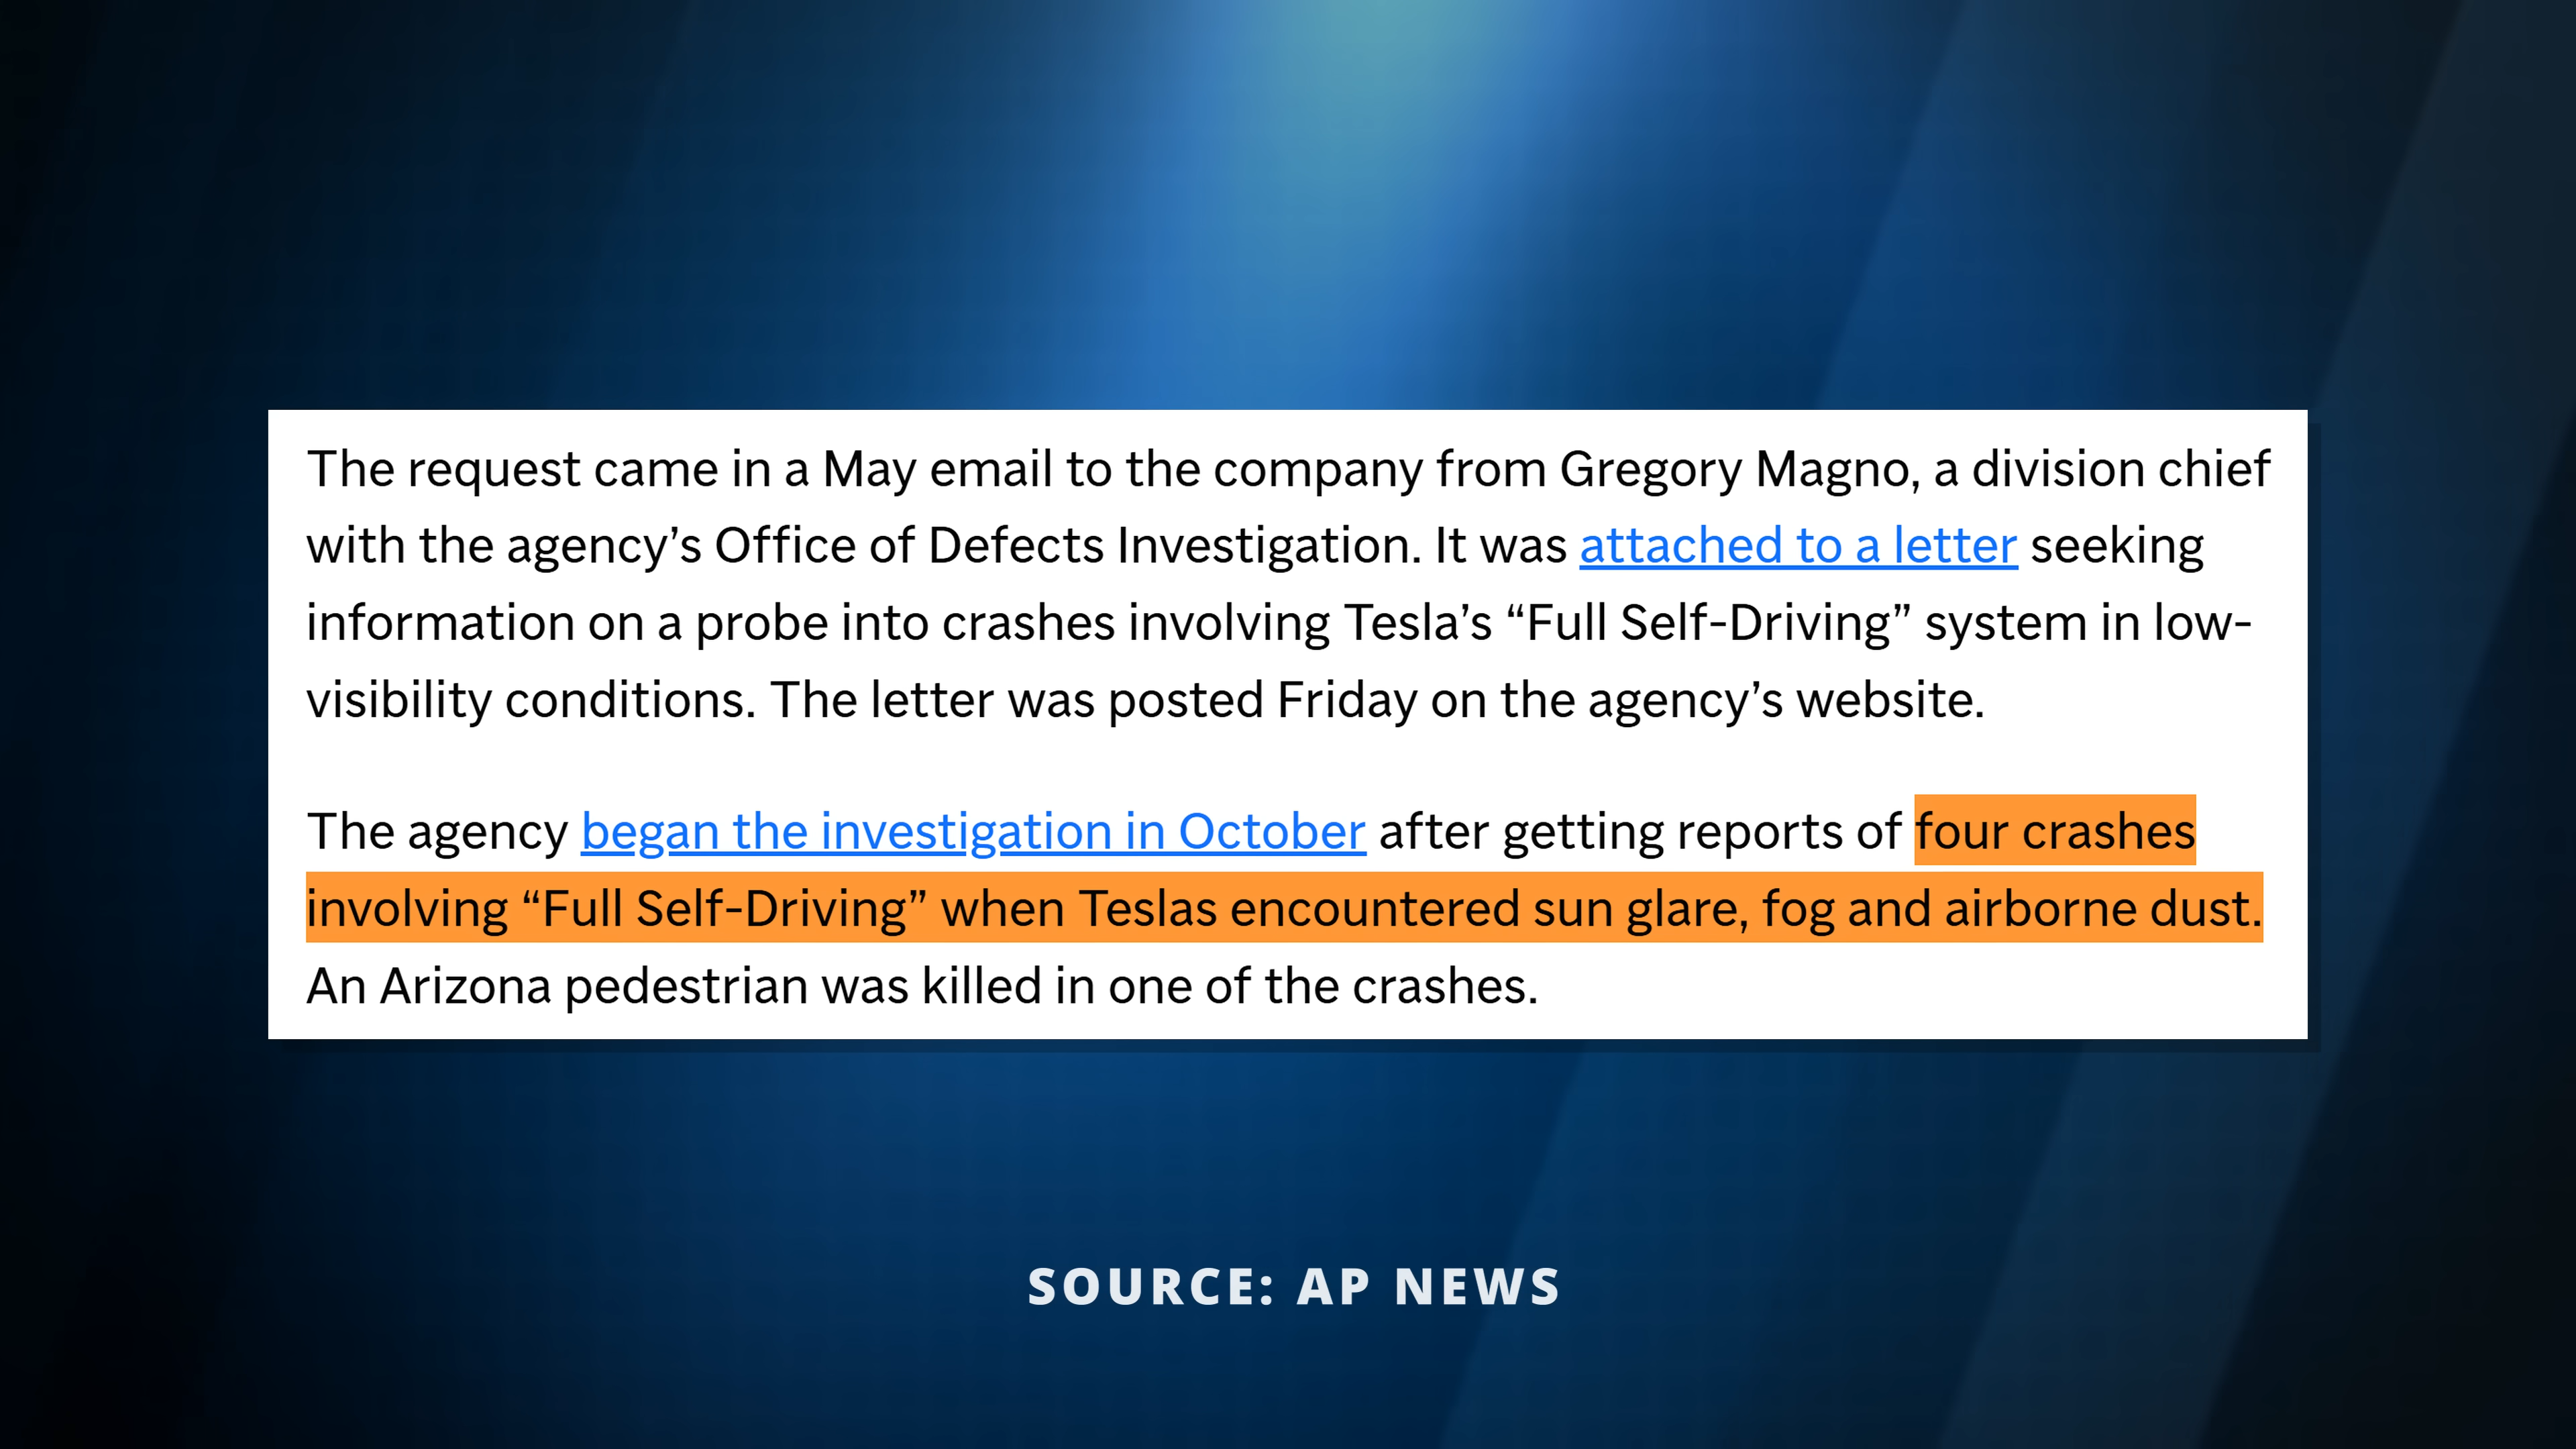 The request came in a May email to the company from Gregory Magno, a division chief
with the agency’s Office of Defects Investigation. It was attached to a letter seeking
information on a probe into crashes involving Tesla’s “Full Self-Driving” system in low-
visibility conditions. The letter was posted Friday on the agency’s website.
The agency began the investigation in October after getting reports of four crashes
involving “Full Self-Driving” when Teslas encountered sun glare, fog and airborne dust.
An Arizona pedestrian was killed in one of the crashes.
SOURCE: AP NEWS